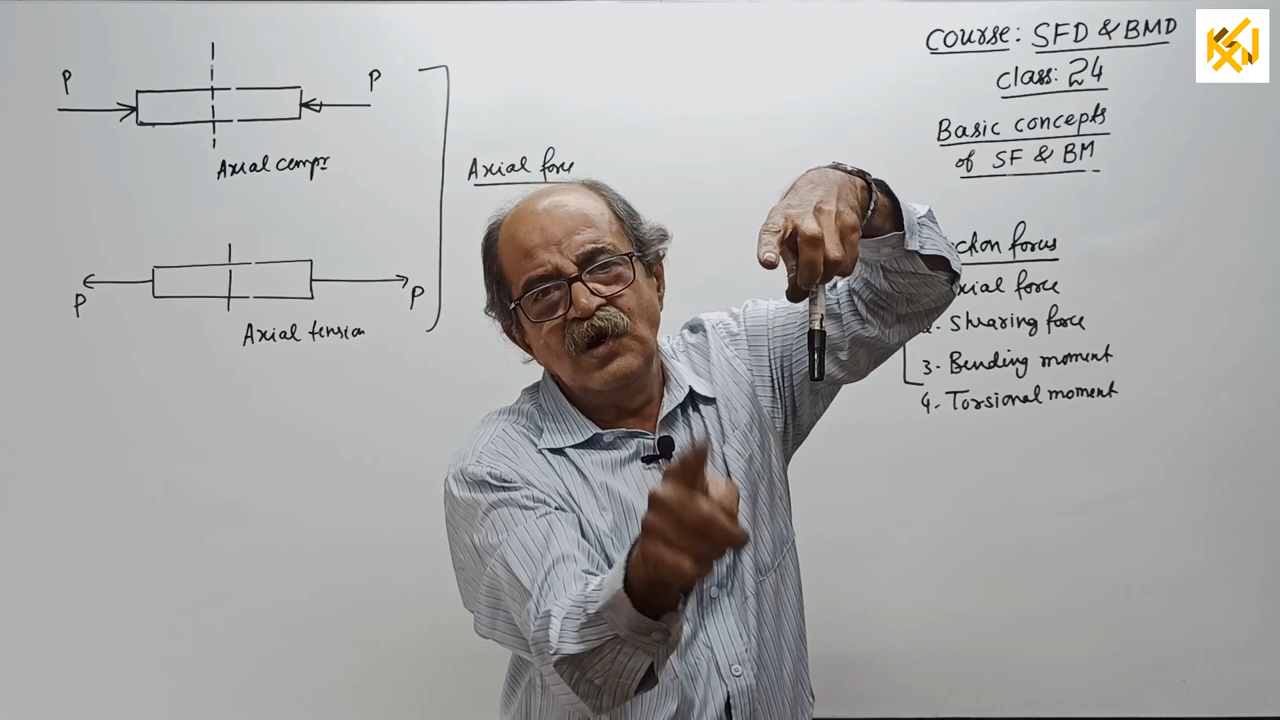 P
P
Axial compr
P
P
Axial tension
Axial force
Course: SFD & BMD
Class: 24
Basic concepts
of SF & BM
2. Shearing force
3. Bending moment
4. Torsional moment